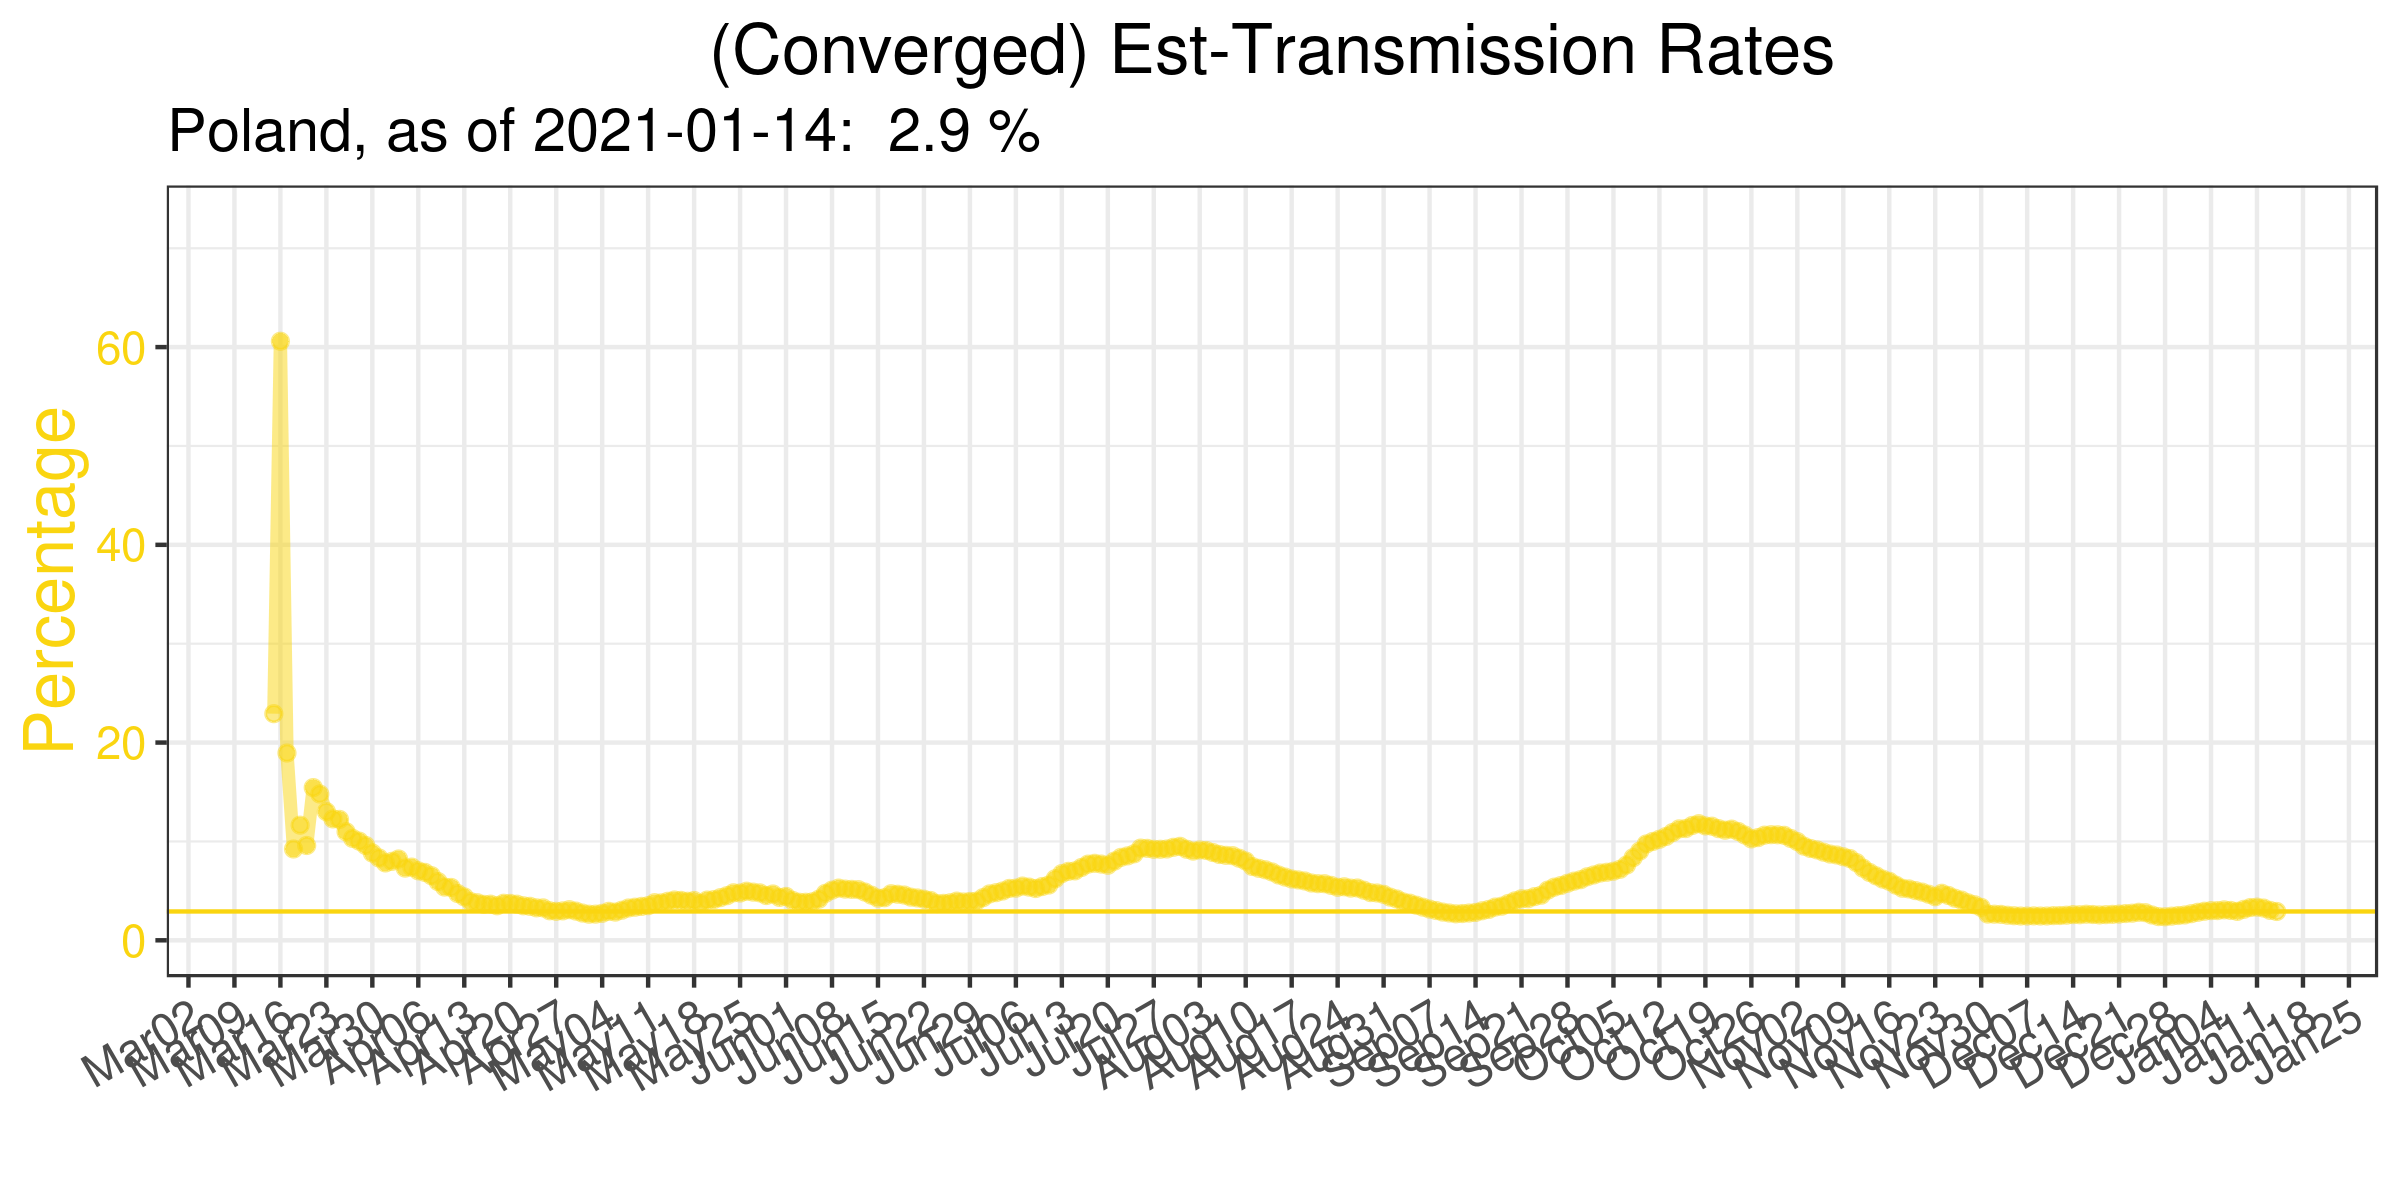 (Converged) Est-Transmission Rates
Poland, as of 2021-01-14:  2.9 %
Percentage
60
40
20
0
Mar02
Mar09
Mar16
Mar23
Mar30
Apr06
Apr13
Apr20
Apr27
May04
May11
May18
May25
Jun01
Jun08
Jun15
Jun22
Jun29
Jul06
Jul13
Jul20
Jul27
Aug03
Aug10
Aug17
Aug24
Aug31
Sep07
Sep14
Sep21
Sep28
Oct05
Oct12
Oct19
Oct26
Nov02
Nov09
Nov16
Nov23
Nov30
Dec07
Dec14
Dec21
Dec28
Jan04
Jan11
Jan18
Jan25